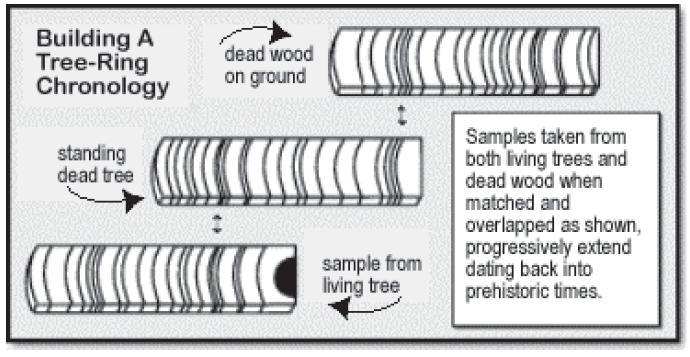 Building A
Tree-Ring
Chronology
dead wood
on ground
standing
dead tree
sample from
living tree
Samples taken from
both living trees and
dead wood when
matched and
overlapped as shown,
progressively extend
dating back into
prehistoric times.